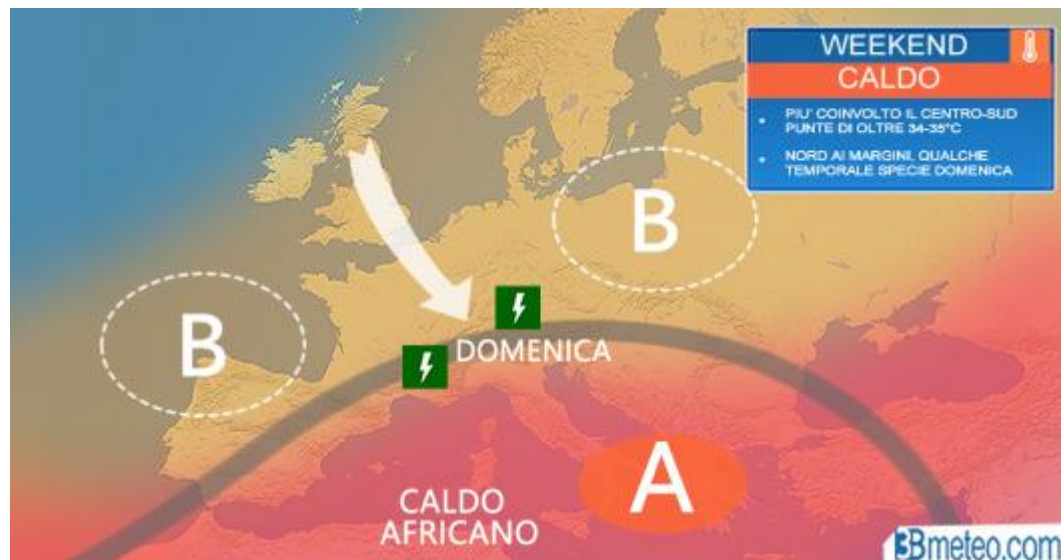 WEEKEND
CALDO
• PIU' COINVOLTO IL CENTRO-SUD
PUNTE DI OLTRE 34-35°C
• NORD AI MARGINI, QUALCHE
TEMPORALE SPECIE DOMENICA
B
B
DOMENICA
A
CALDO
AFRICANO
3Bmeteo.com